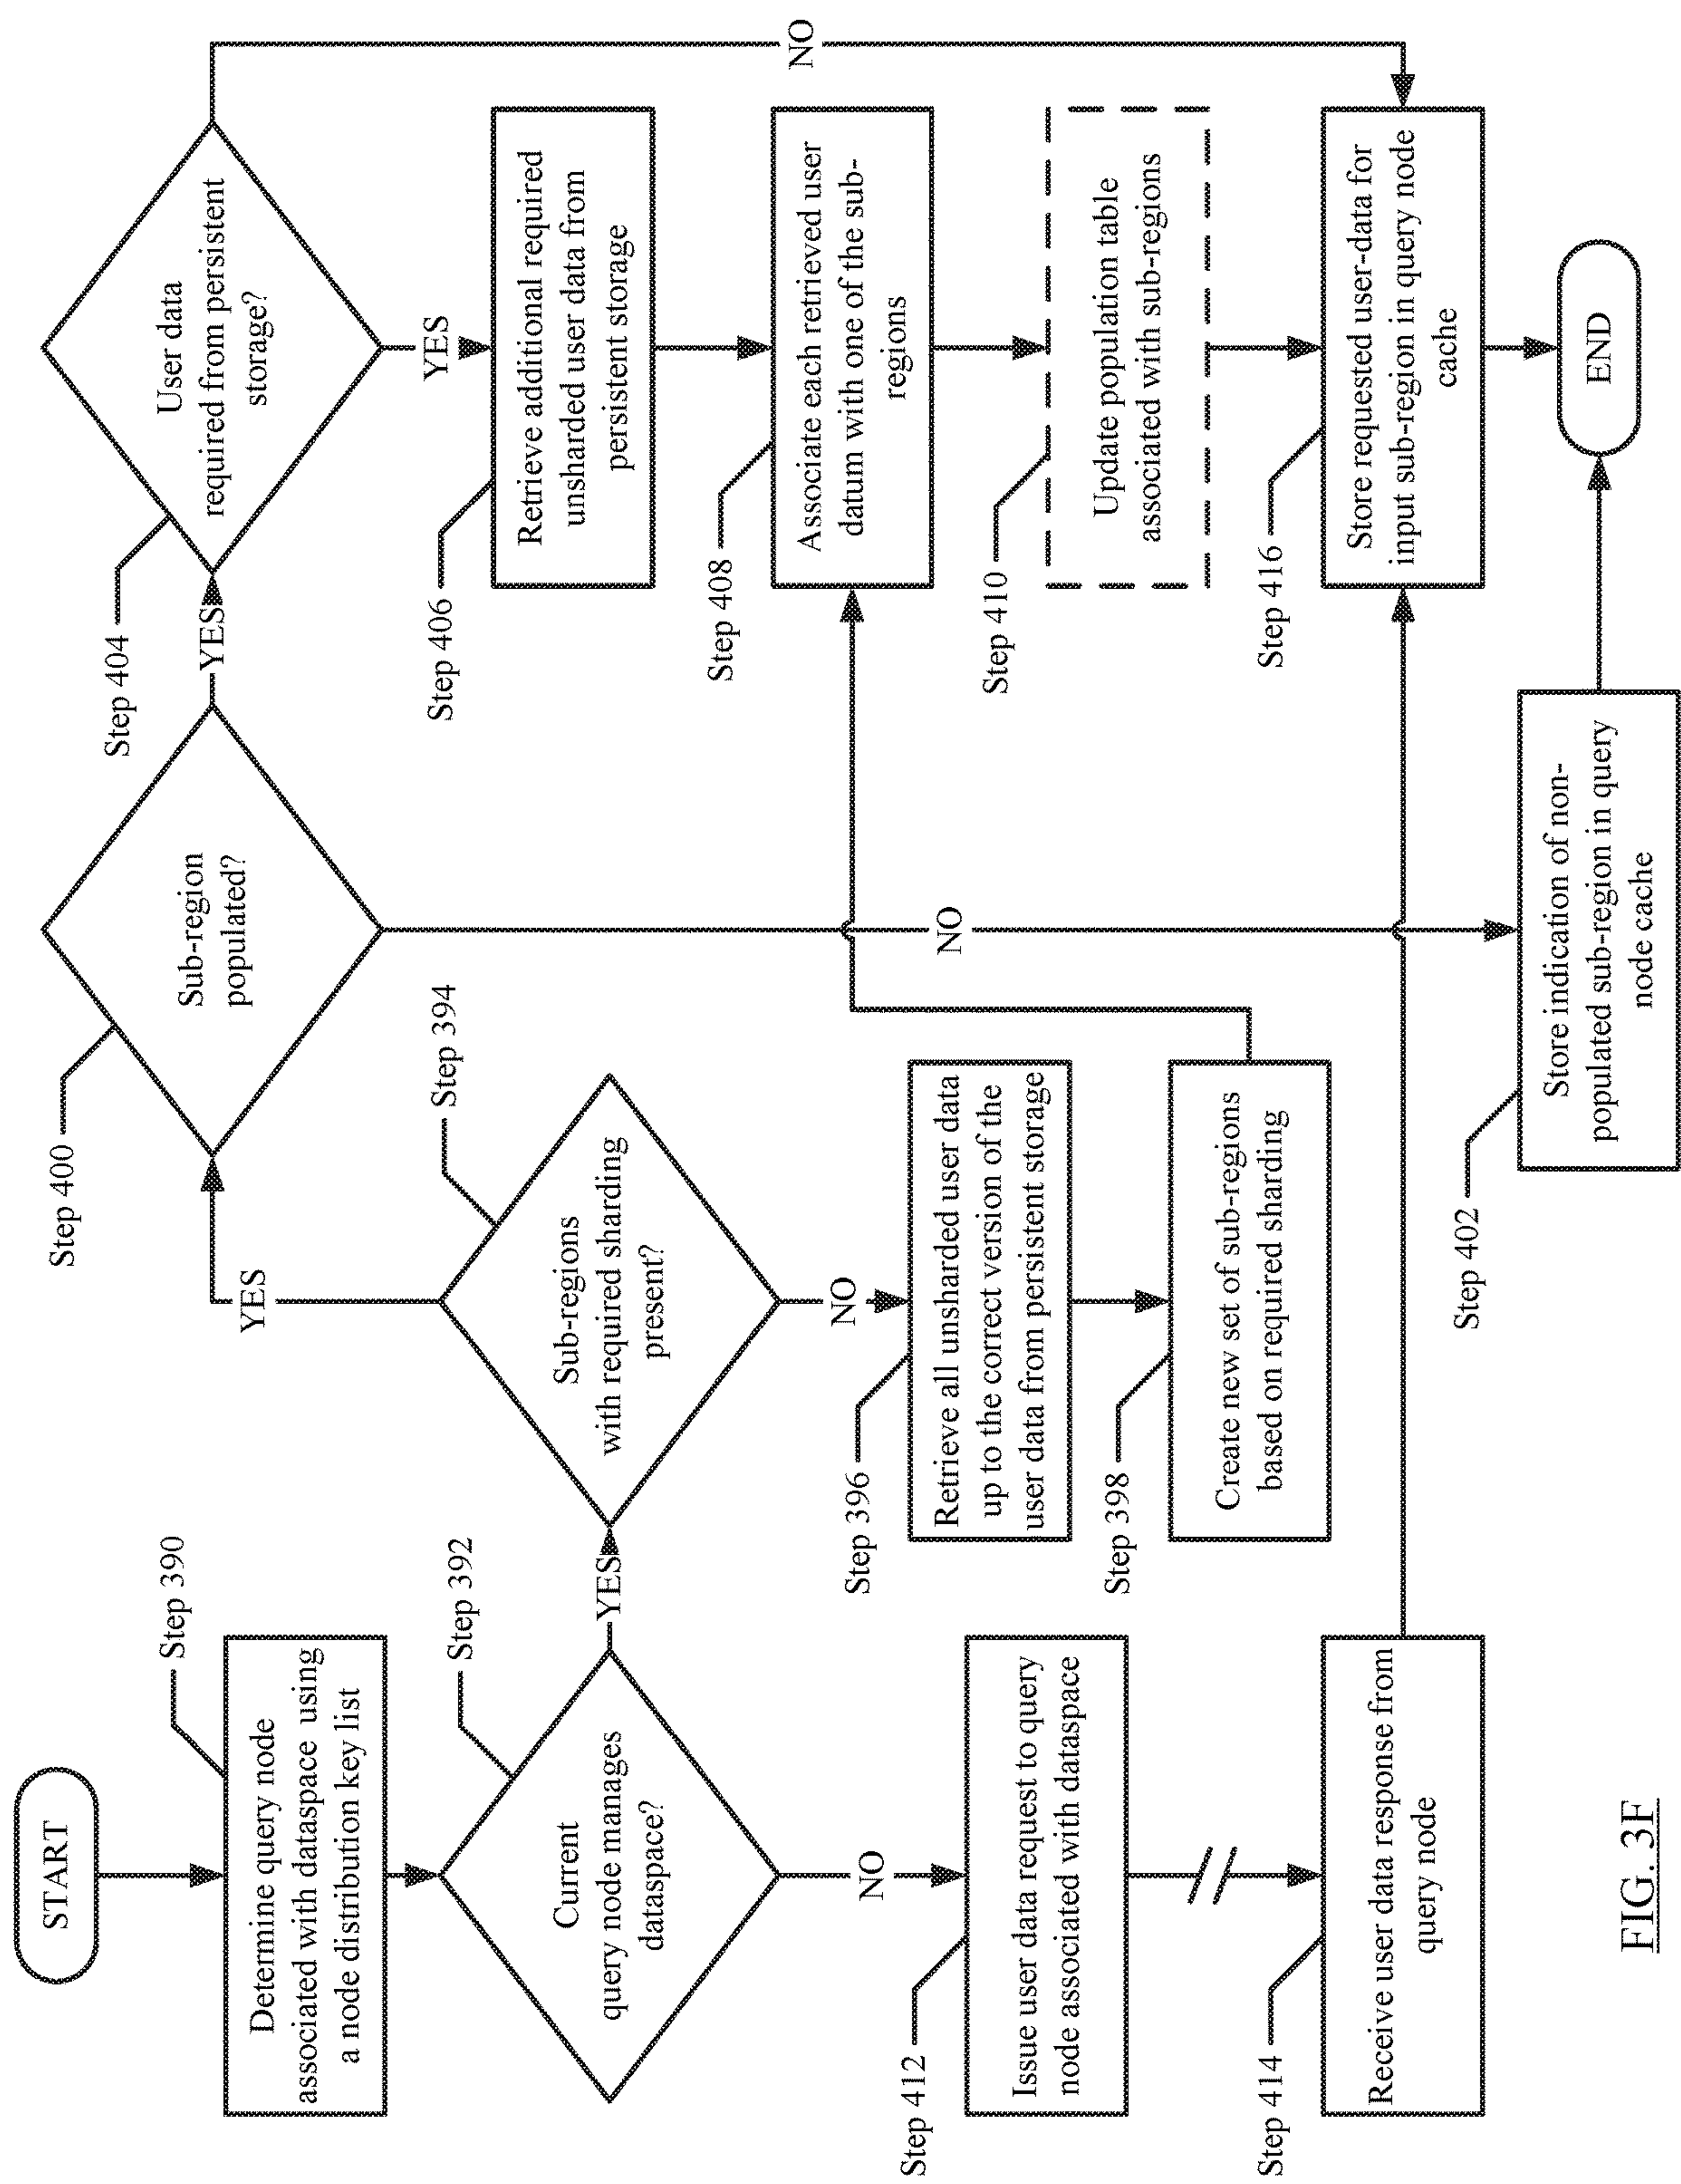 START
Step 390
Determine query node
associated with dataspace using
a node distribution key list
Step 392
Current
query node manages
dataspace?
YES
NO
Step 412
Issue user data request to query
node associated with dataspace
Step 414
Receive user data response from
query node
Step 394
Sub-regions
with required sharding
present?
YES
NO
Step 396
Retrieve all unsharded user data
up to the correct version of the
user data from persistent storage
Step 398
Create new set of sub-regions
based on required sharding
Step 400
Sub-region
populated?
YES
NO
Step 402
Store indication of non-
populated sub-region in query
node cache
Step 404
User data
required from persistent
storage?
YES
NO
Step 406
Retrieve additional required
unsharded user data from
persistent storage
Step 408
Associate each retrieved user
datum with one of the sub-
regions
Step 410
Update population table
associated with sub-regions
Step 416
Store requested user-data for
input sub-region in query node
cache
END
FIG. 3F